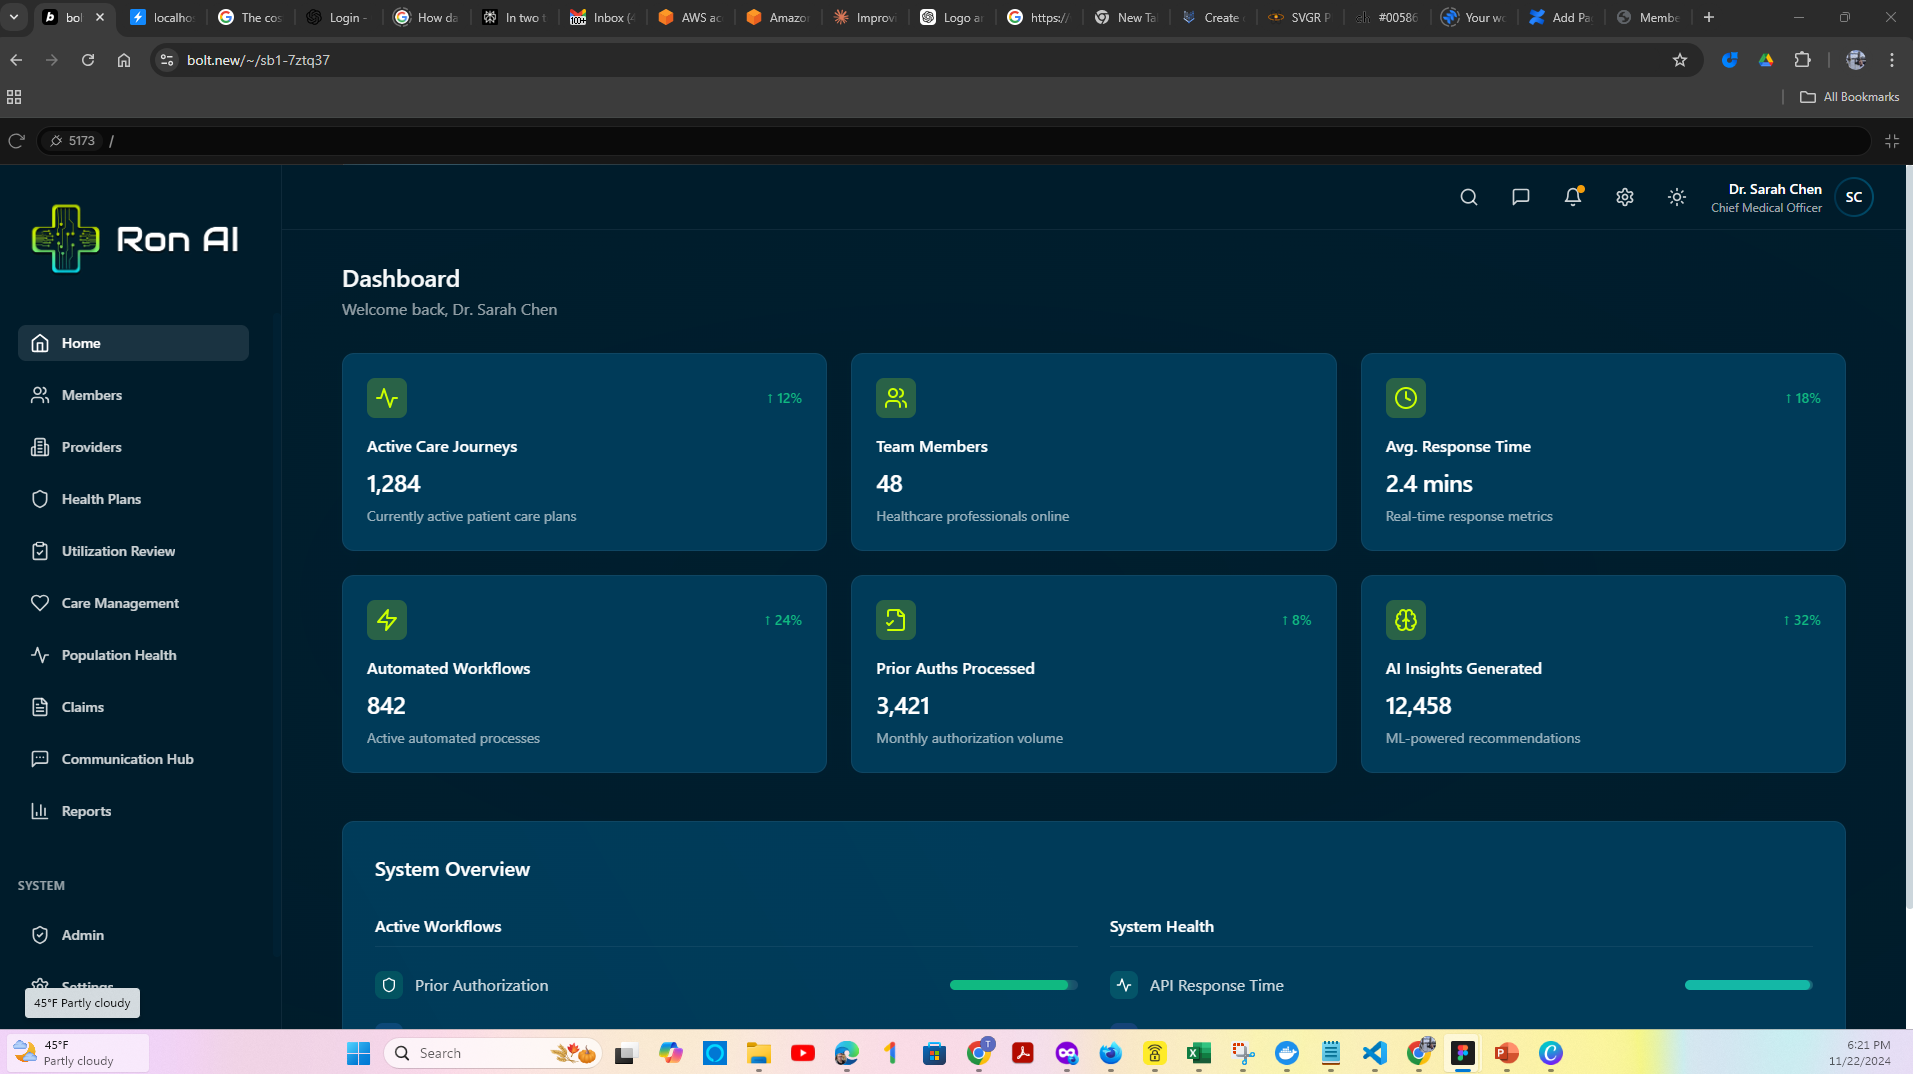 bol
localhos
The cos
Login -
How da
In two t
Inbox (4
100+
AWS acc
Amazon
Improvi
Logo an
https://
New Tab
Create
SVGR P
#00586
Your wo
Add Pa
Membe
bolt.new/~/sb1-7ztq37
All Bookmarks
5173 /
Ron AI
Dr. Sarah Chen
Chief Medical Officer
SC
Dashboard
Welcome back, Dr. Sarah Chen
Home
Members
Providers
Health Plans
Utilization Review
Care Management
Population Health
Claims
Communication Hub
Reports
SYSTEM
Admin
Settings
45°F Partly cloudy
↑ 12%
Active Care Journeys
1,284
Currently active patient care plans
Team Members
48
Healthcare professionals online
↑ 18%
Avg. Response Time
2.4 mins
Real-time response metrics
↑ 24%
Automated Workflows
842
Active automated processes
↑ 8%
Prior Auths Processed
3,421
Monthly authorization volume
↑ 32%
AI Insights Generated
12,458
ML-powered recommendations
System Overview
Active Workflows
Prior Authorization
System Health
API Response Time
45°F
Partly cloudy
Search
6:21 PM
11/22/2024